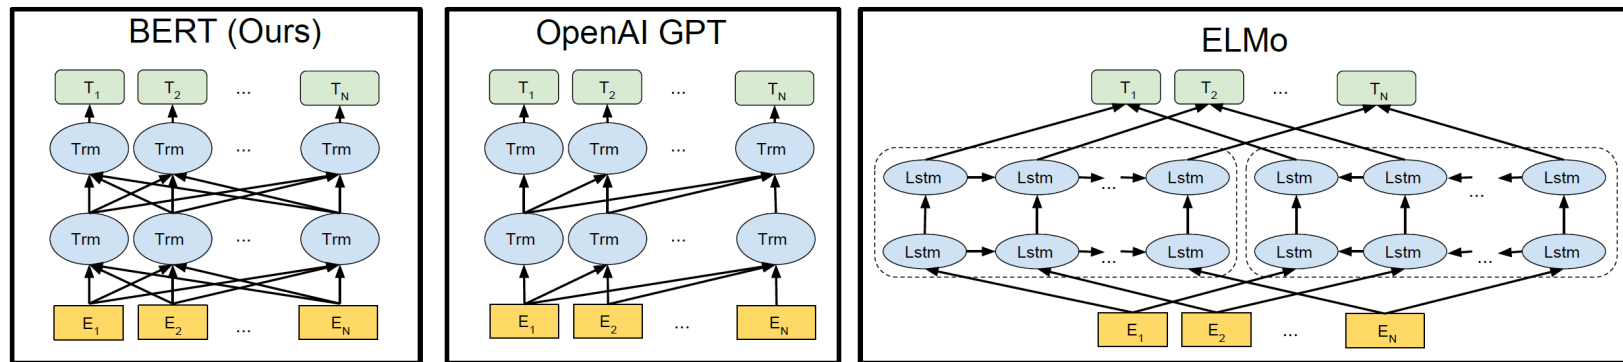 BERT (Ours)
T1 T2 ... TN
Trm Trm ... Trm
Trm Trm ... Trm
E1 E2 ... EN
OpenAI GPT
T1 T2 ... TN
Trm Trm ... Trm
Trm Trm ... Trm
E1 E2 ... EN
ELMo
T1 T2 ... TN
Lstm Lstm ... Lstm Lstm Lstm ... Lstm
Lstm Lstm ... Lstm Lstm Lstm ... Lstm
E1 E2 ... EN